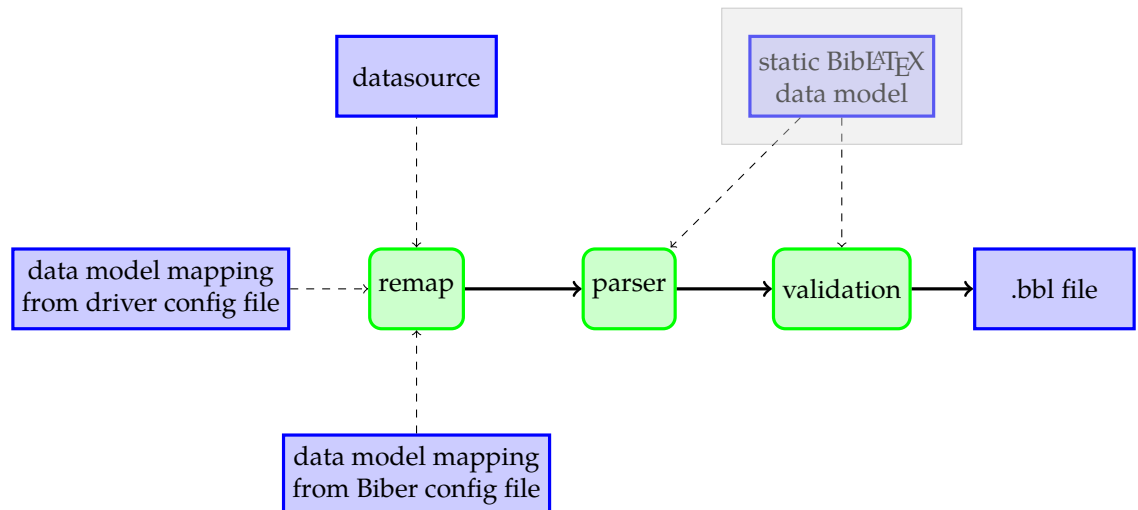 datasource
static BibLATEX
data model
data model mapping
from driver config file
remap
parser
validation
.bbl file
data model mapping
from Biber config file